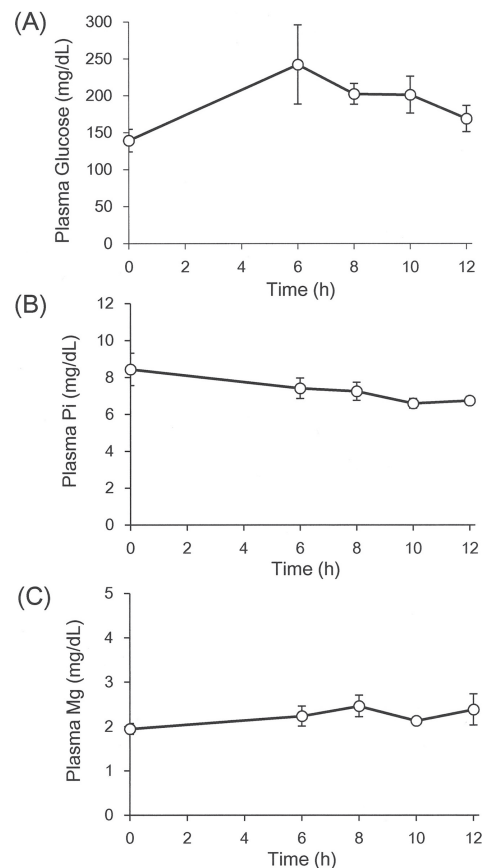 (A)
Plasma Glucose (mg/dL)
300
250
200
150
100
50
0
0 2 4 6 8 10 12
Time (h)
(B)
Plasma Pi (mg/dL)
12
10
8
6
4
2
0
0 2 4 6 8 10 12
Time (h)
(C)
Plasma Mg (mg/dL)
5
4
3
2
1
0
0 2 4 6 8 10 12
Time (h)